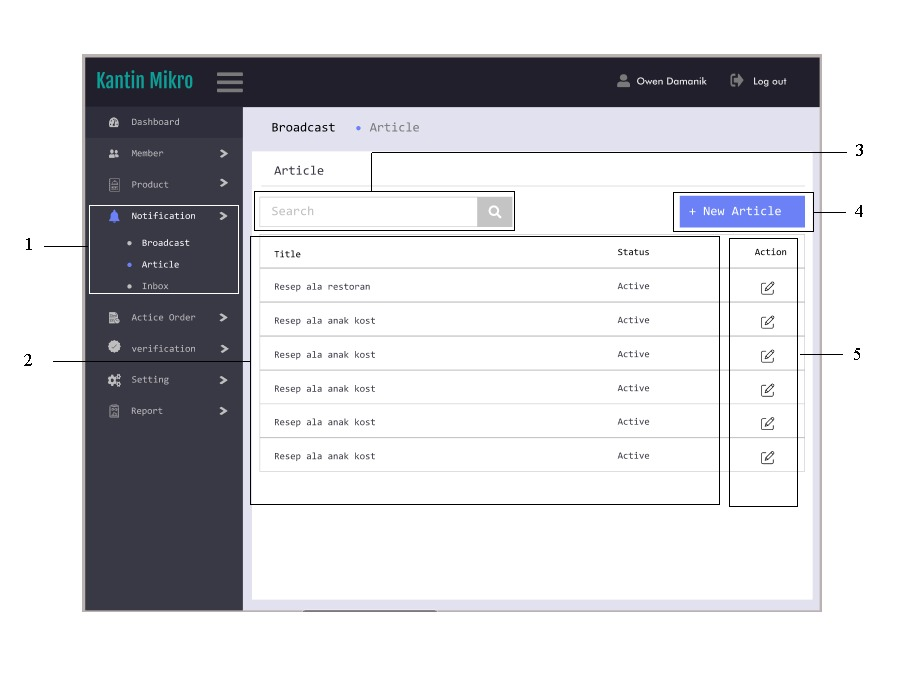 Kantin Mikro
Owen Damanik
Log out
Dashboard
Member
Product
Notification
Broadcast
Article
Inbox
Actice Order
verification
Setting
Report
Broadcast • Article
Article
Search
+ New Article
Title Status Action
Resep ala restoran Active
Resep ala anak kost Active
Resep ala anak kost Active
Resep ala anak kost Active
Resep ala anak kost Active
Resep ala anak kost Active
1
2
3
4
5